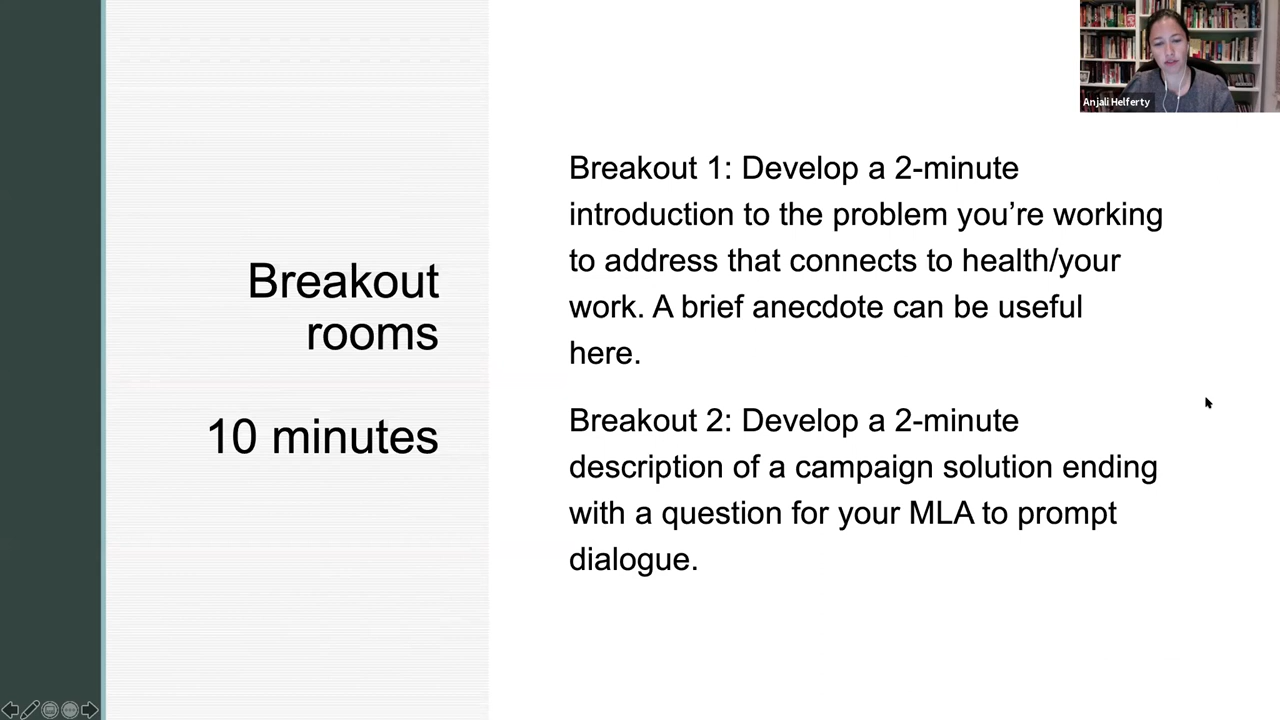 Anjali Helferty
Breakout
rooms
10 minutes
Breakout 1: Develop a 2-minute
introduction to the problem you’re working
to address that connects to health/your
work. A brief anecdote can be useful
here.
Breakout 2: Develop a 2-minute
description of a campaign solution ending
with a question for your MLA to prompt
dialogue.